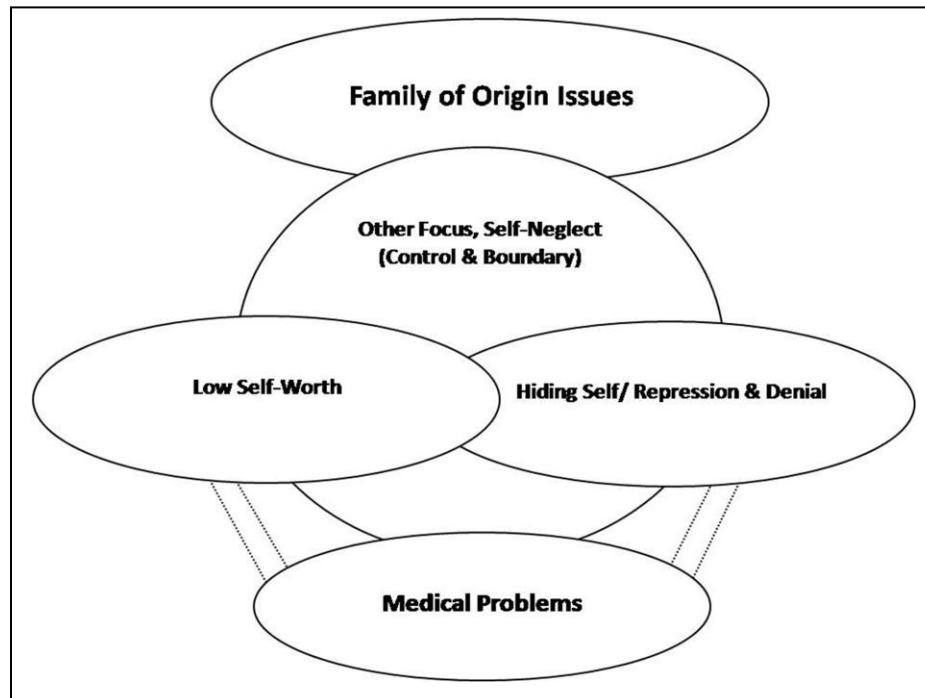 Family of Origin Issues
Other Focus, Self-Neglect
(Control & Boundary)
Low Self-Worth
Hiding Self/ Repression & Denial
Medical Problems